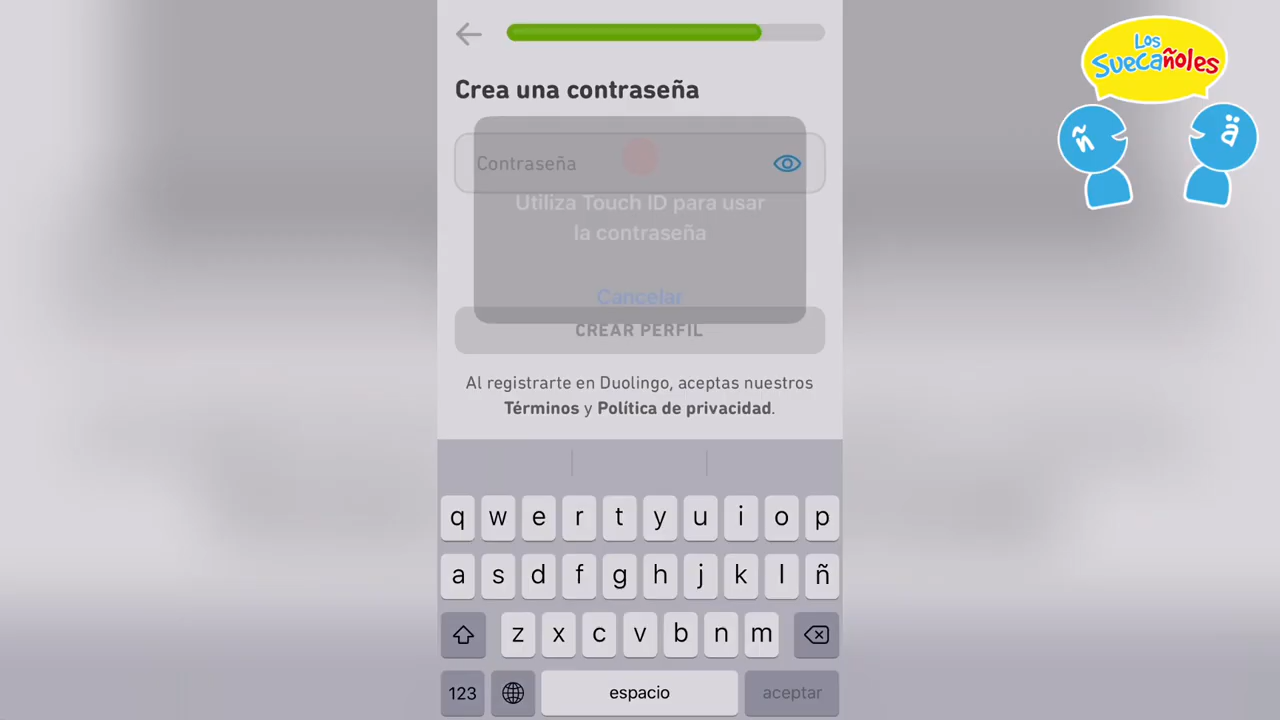 Los
Suecañoles
ñ
ä
Crea una contraseña
Contraseña
Utiliza Touch ID para usar
la contraseña
Cancelar
CREAR PERFIL
Al registrarte en Duolingo, aceptas nuestros
Términos y Política de privacidad.
q w e r t y u i o p
a s d f g h j k l ñ
z x c v b n m
123 espacio aceptar